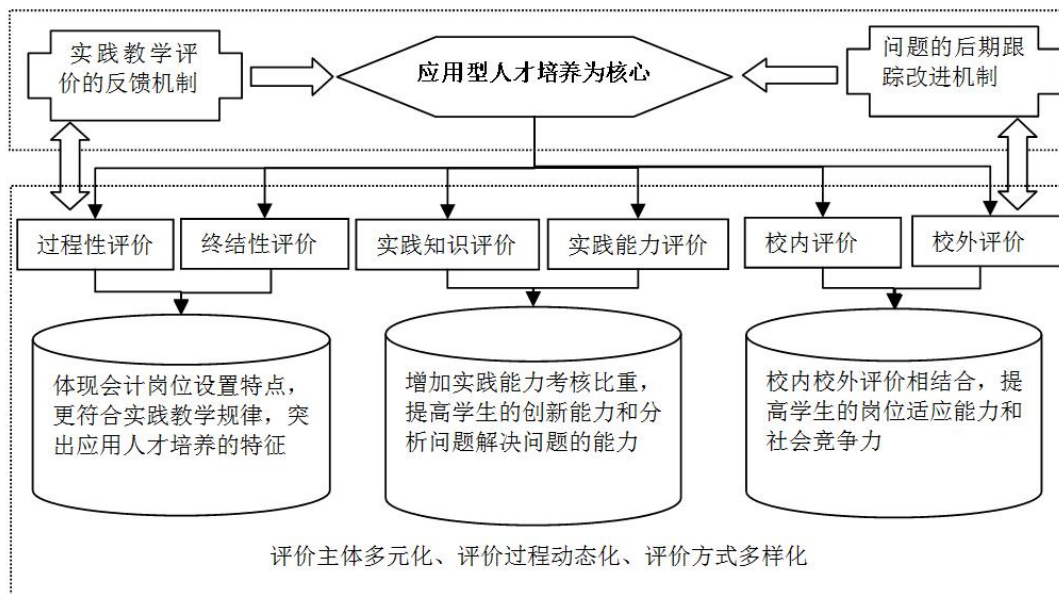 实践教学评
价的反馈机制
应用型人才培养为核心
问题的后期跟
踪改进机制
过程性评价
终结性评价
实践知识评价
实践能力评价
校内评价
校外评价
体现会计岗位设置特点，
更符合实践教学规律，突
出应用人才培养的特征
增加实践能力考核比重，
提高学生的创新能力和分
析问题解决问题的能力
校内校外评价相结合，提
高学生的岗位适应能力和
社会竞争力
评价主体多元化、评价过程动态化、评价方式多样化